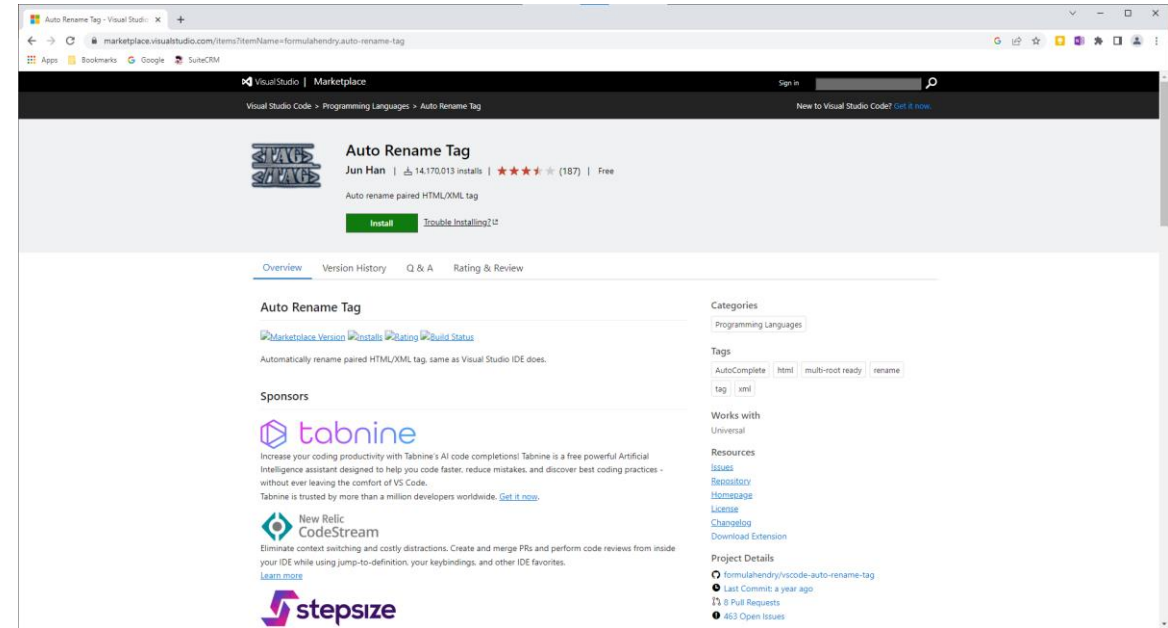 Auto Rename Tag - Visual Studio
marketplace.visualstudio.com/items?itemName=formulahendry.auto-rename-tag
Apps Bookmarks Google SuiteCRM
Visual Studio | Marketplace
Sign in
Visual Studio Code > Programming Languages > Auto Rename Tag
New to Visual Studio Code? Get it now.
<TAG>
</TAG>
Auto Rename Tag
Jun Han | 14,170,013 installs | (187) | Free
Auto rename paired HTML/XML tag
Install Trouble Installing?
Overview Version History Q & A Rating & Review
Auto Rename Tag
Marketplace Version Installs Rating Build Status
Automatically rename paired HTML/XML tag, same as Visual Studio IDE does.
Sponsors
tabnine
Increase your coding productivity with Tabnine's AI code completions! Tabnine is a free powerful Artificial
Intelligence assistant designed to help you code faster, reduce mistakes, and discover best coding practices -
without ever leaving the comfort of VS Code.
Tabnine is trusted by more than a million developers worldwide. Get it now.
New Relic
CodeStream
Eliminate context switching and costly distractions. Create and merge PRs and perform code reviews from inside
your IDE while using jump-to-definition, your keybindings, and other IDE favorites.
Learn more
stepsize
Categories
Programming Languages
Tags
AutoComplete html multi-root ready rename
tag xml
Works with
Universal
Resources
Issues
Repository
Homepage
License
Changelog
Download Extension
Project Details
formulahendry/vscode-auto-rename-tag
Last Commit: a year ago
8 Pull Requests
463 Open Issues